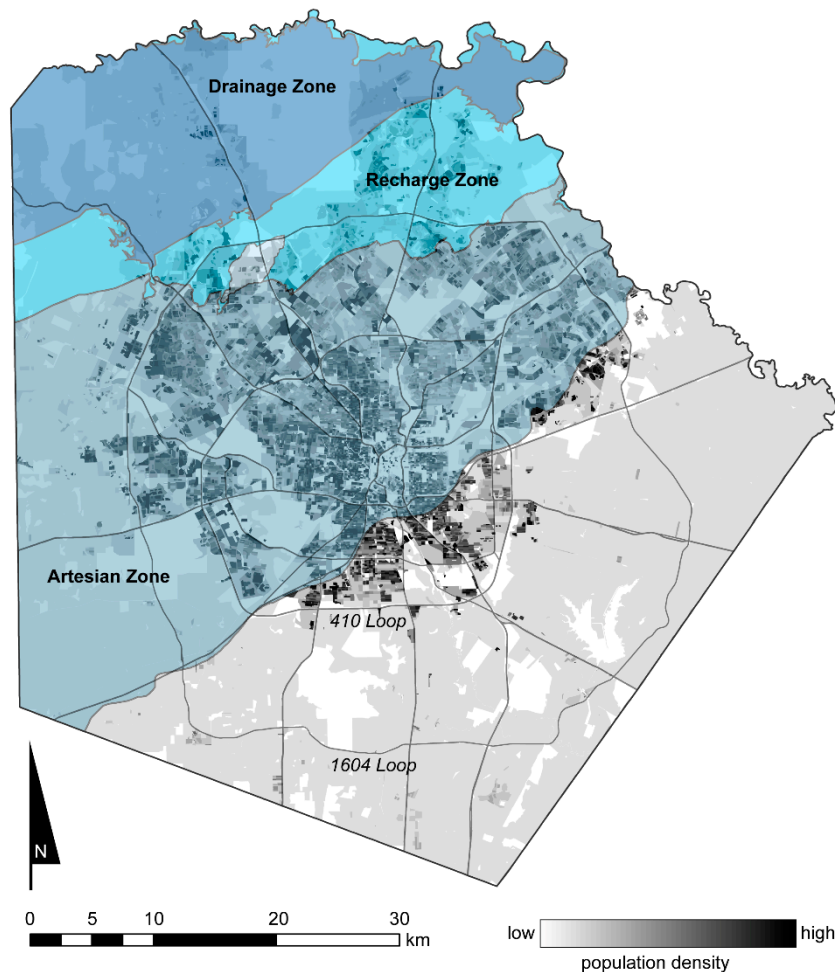 Drainage Zone
Recharge Zone
Artesian Zone
410 Loop
1604 Loop
N
0 5 10 20 30
km
low high
population density